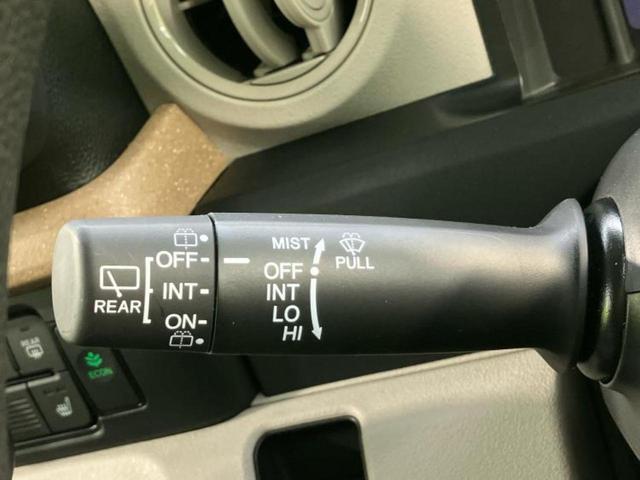 REAR
OFF
INT
ON
MIST
OFF
INT
LO
HI
PULL
REAR
ECON